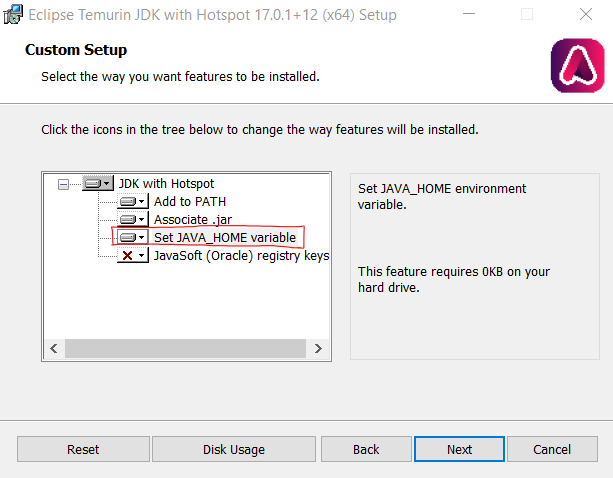 Eclipse Temurin JDK with Hotspot 17.0.1+12 (x64) Setup
Custom Setup
Select the way you want features to be installed.
Click the icons in the tree below to change the way features will be installed.
JDK with Hotspot
Add to PATH
Associate .jar
Set JAVA_HOME variable
JavaSoft (Oracle) registry keys
Set JAVA_HOME environment
variable.
This feature requires 0KB on your
hard drive.
Reset
Disk Usage
Back
Next
Cancel